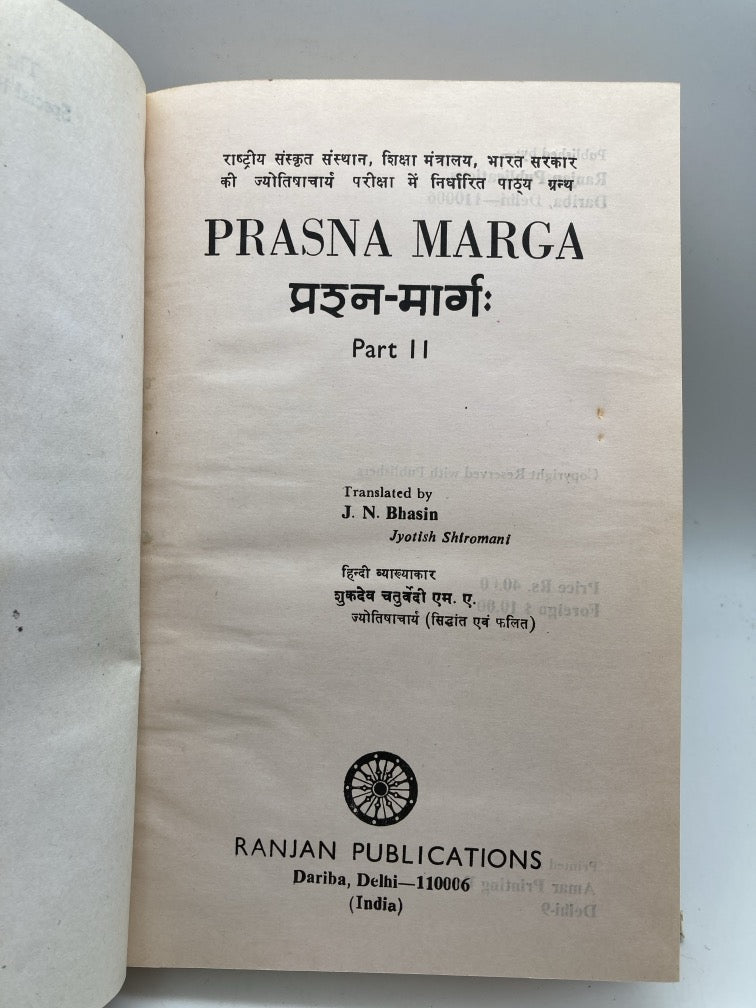 राष्ट्रीय संस्कृत संस्थान, शिक्षा मंत्रालय, भारत सरकार
की ज्योतिषाचार्य परीक्षा में निर्धारित पाठ्य ग्रन्थ
PRASNA MARGA
प्रश्न-मार्गः
Part II
Translated by
J. N. Bhasin
Jyotish Shiromani
हिन्दी व्याख्याकार
शुकदेव चतुर्वेदी एम. ए.
ज्योतिषाचार्य (सिद्धांत एवं फलित)
RANJAN PUBLICATIONS
Dariba, Delhi—110006
(India)